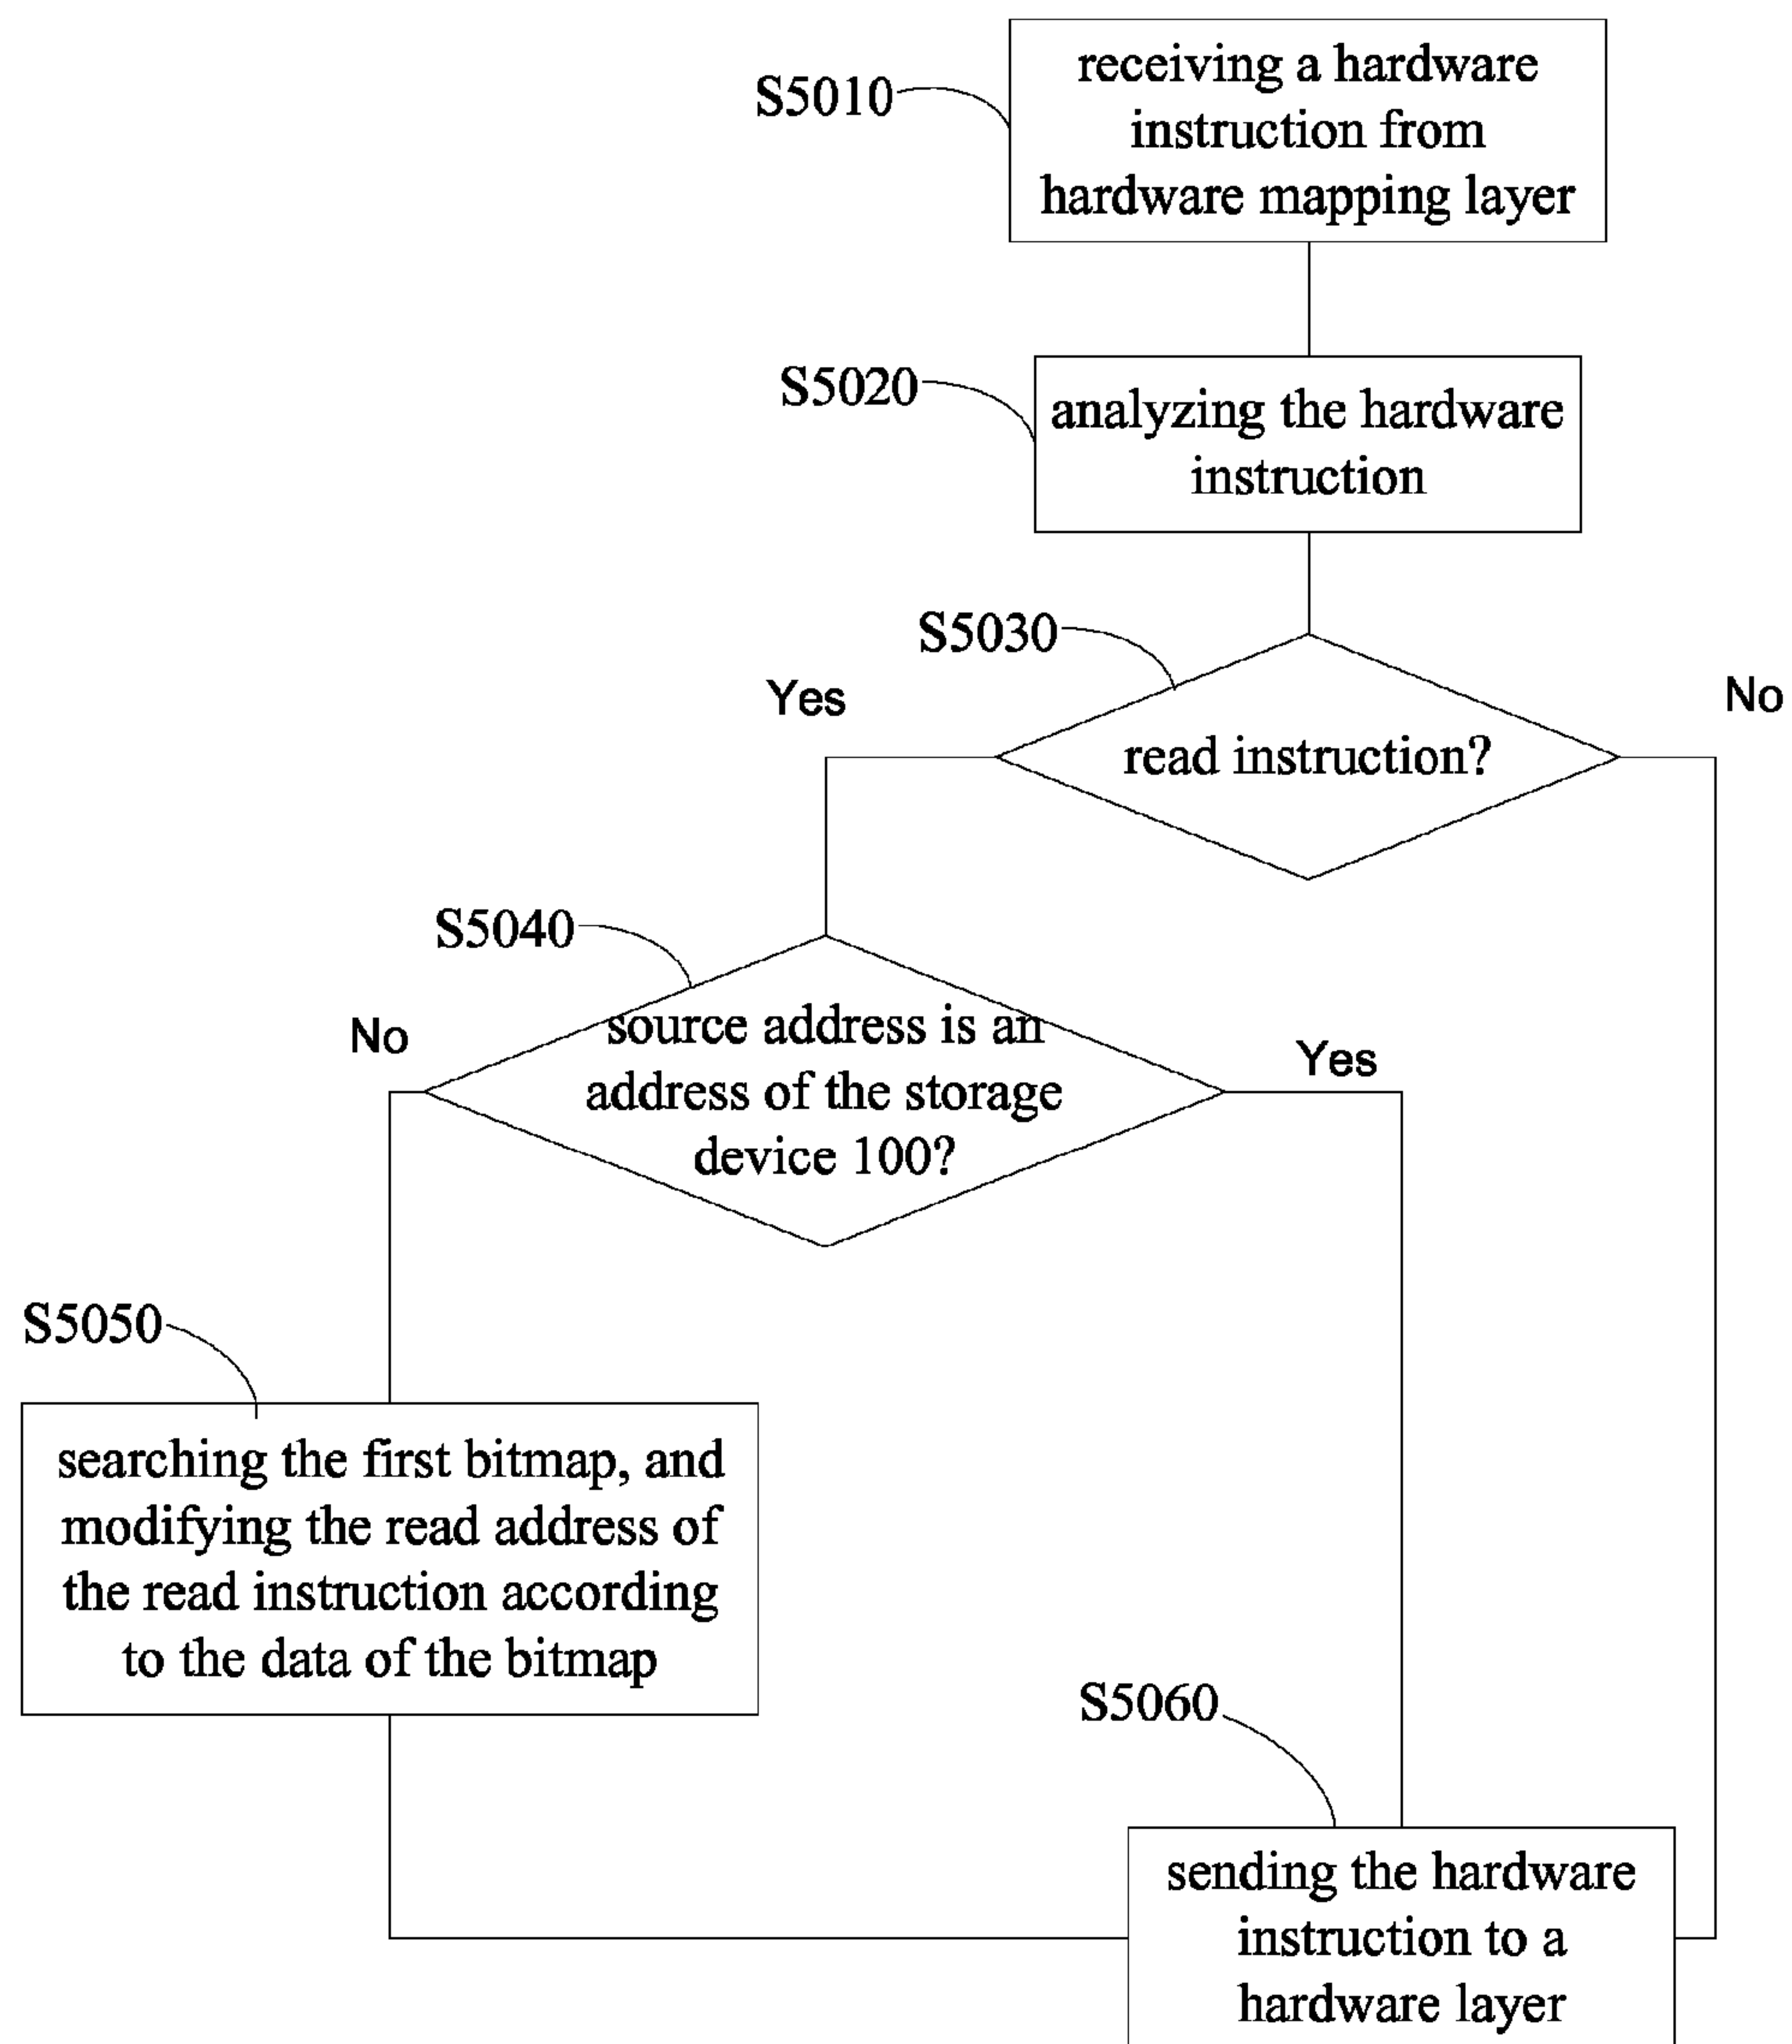 S5010
receiving a hardware
instruction from
hardware mapping layer
S5020
analyzing the hardware
instruction
S5030
Yes
No
read instruction?
S5040
No
source address is an
address of the storage
device 100?
Yes
S5050
searching the first bitmap, and
modifying the read address of
the read instruction according
to the data of the bitmap
S5060
sending the hardware
instruction to a
hardware layer